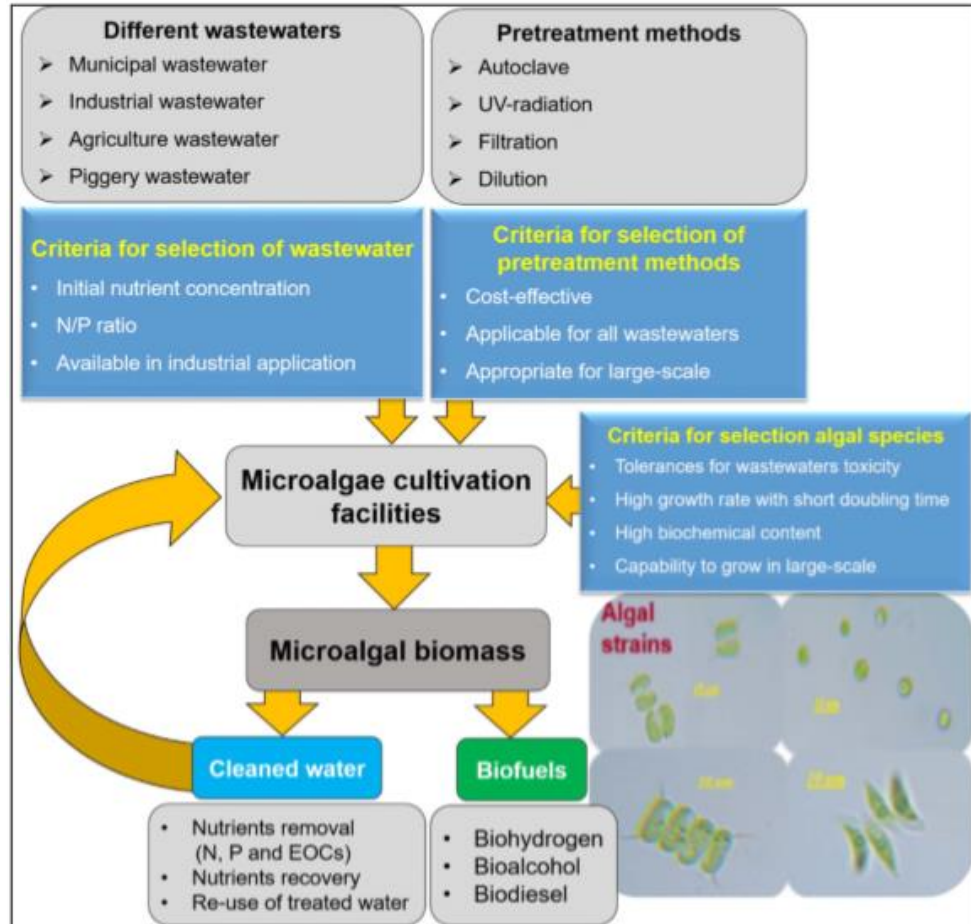 Different wastewaters
➢ Municipal wastewater
➢ Industrial wastewater
➢ Agriculture wastewater
➢ Piggery wastewater
Pretreatment methods
➢ Autoclave
➢ UV-radiation
➢ Filtration
➢ Dilution
Criteria for selection of wastewater
• Initial nutrient concentration
• N/P ratio
• Available in industrial application
Criteria for selection of
pretreatment methods
• Cost-effective
• Applicable for all wastewaters
• Appropriate for large-scale
Criteria for selection algal species
• Tolerances for wastewaters toxicity
• High growth rate with short doubling time
• High biochemical content
• Capability to grow in large-scale
Microalgae cultivation
facilities
Microalgal biomass
Algal
strains
Cleaned water
• Nutrients removal
(N, P and EOCs)
• Nutrients recovery
• Re-use of treated water
Biofuels
• Biohydrogen
• Bioalcohol
• Biodiesel